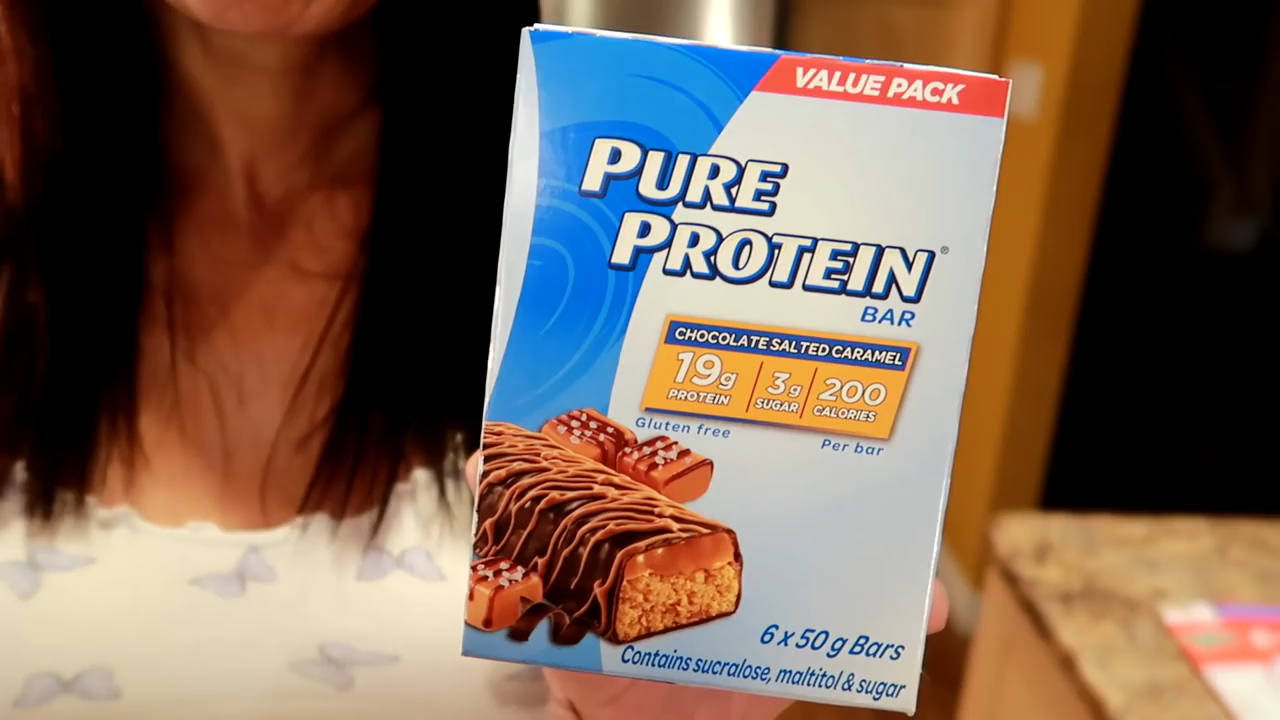 VALUE PACK
PURE
PROTEIN®
BAR
CHOCOLATE SALTED CARAMEL
19g 3g 200
PROTEIN SUGAR CALORIES
Gluten free
Per bar
6 x 50 g Bars
Contains sucralose, maltitol & sugar